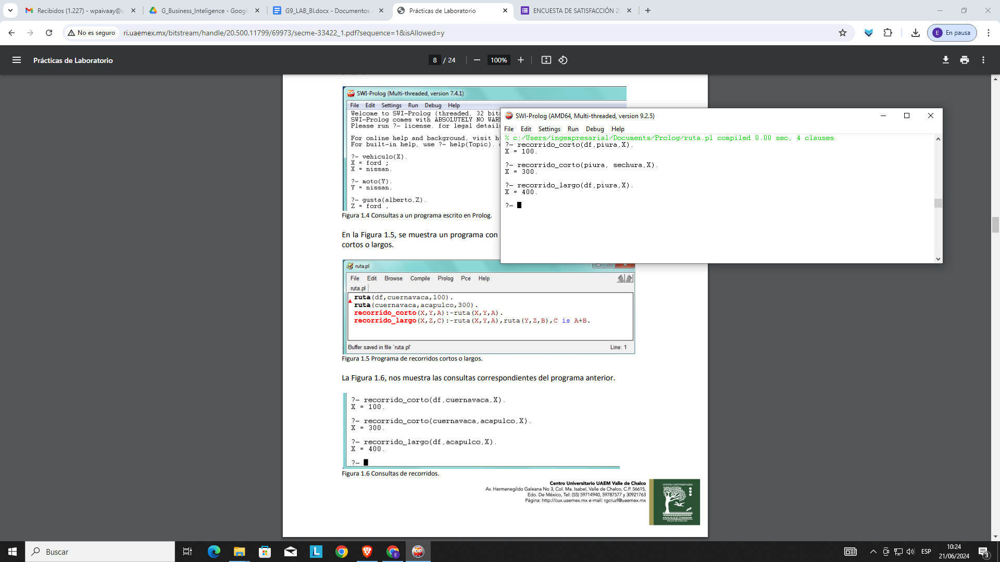 Recibidos (1.227) - wpaivaay@u
G_Business_Inteligence - Google
G9_LAB_BI.docx - Documentos
Prácticas de Laboratorio
ENCUESTA DE SATISFACCIÓN 2
No es seguro
ri.uaemex.mx/bitstream/handle/20.500.11799/69973/secme-33422_1.pdf?sequence=1&isAllowed=y
E
En pausa
Prácticas de Laboratorio
8 / 24
100%
SWI-Prolog (Multi-threaded, version 7.4.1)
File Edit Settings Run Debug Help
Welcome to SWI-Prolog (threaded, 32 bits
SWI-Prolog comes with ABSOLUTELY NO WARR
Please run ?- license. for legal details
For online help and background, visit ht
For built-in help, use ?- help(Topic).
?- vehiculo(X).
X = ford ;
X = nissan.
?- moto(Y).
Y = nissan.
?- gusta(alberto,Z).
Z = ford .
Figura 1.4 Consultas a un programa escrito en Prolog.
SWI-Prolog (AMD64, Multi-threaded, version 9.2.5)
File Edit Settings Run Debug Help
% c:/Users/ingempresarial/Documents/Prolog/ruta.pl compiled 0.00 sec, 4 clauses
?- recorrido_corto(df,piura,X).
X = 100.
?- recorrido_corto(piura, sechura,X).
X = 300.
?- recorrido_largo(df,piura,X).
X = 400.
?-
En la Figura 1.5, se muestra un programa con
cortos o largos.
ruta.pl
File Edit Browse Compile Prolog Pce Help
ruta.pl
ruta(df,cuernavaca,100).
ruta(cuernavaca,acapulco,300).
recorrido_corto(X,Y,A):-ruta(X,Y,A).
recorrido_largo(X,Z,C):-ruta(X,Y,A),ruta(Y,Z,B),C is A+B.
Buffer saved in file `ruta.pl'
Line: 1
Figura 1.5 Programa de recorridos cortos o largos.
La Figura 1.6, nos muestra las consultas correspondientes del programa anterior.
?- recorrido_corto(df,cuernavaca,X).
X = 100.
?- recorrido_corto(cuernavaca,acapulco,X).
X = 300.
?- recorrido_largo(df,acapulco,X).
X = 400.
?-
Figura 1.6 Consultas de recorridos.
Centro Universitario UAEM Valle de Chalco
Av. Hermenegildo Galeana No 3, Col. Ma. Isabel, Valle de Chalco, C.P. 56615,
Edo. De México, Tel: (55) 59714940, 59787577 y 30921763
Página: http://cux.uaemex.mx e-mail: rgcruzf@uaemex.mx
CENTRO UNIVERSITARIO
XICO
VALLE DE CHALCO
Buscar
L
E
ESP
10:24
21/06/2024
3